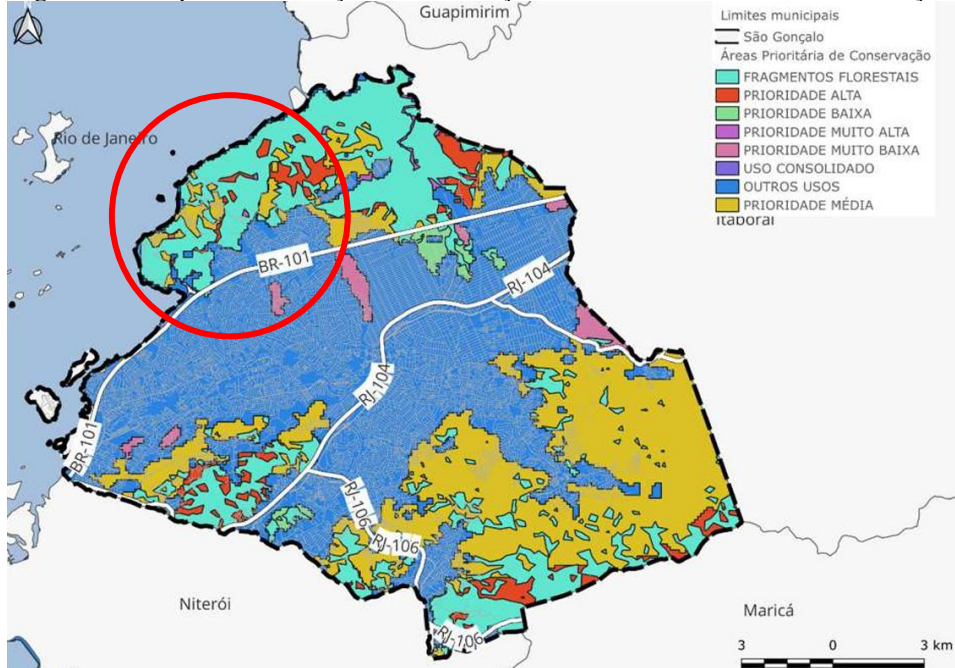 Guapimirim
Limites municipais
São Gonçalo
Áreas Prioritária de Conservação
FRAGMENTOS FLORESTAIS
PRIORIDADE ALTA
PRIORIDADE BAIXA
PRIORIDADE MUITO ALTA
PRIORIDADE MUITO BAIXA
USO CONSOLIDADO
OUTROS USOS
PRIORIDADE MÉDIA
Rio de Janeiro
Itaboraí
BR-101
RJ-104
RJ-104
BR-101
RJ-106
RJ-106
Niterói
Maricá
RJ-106
3 0 3 km